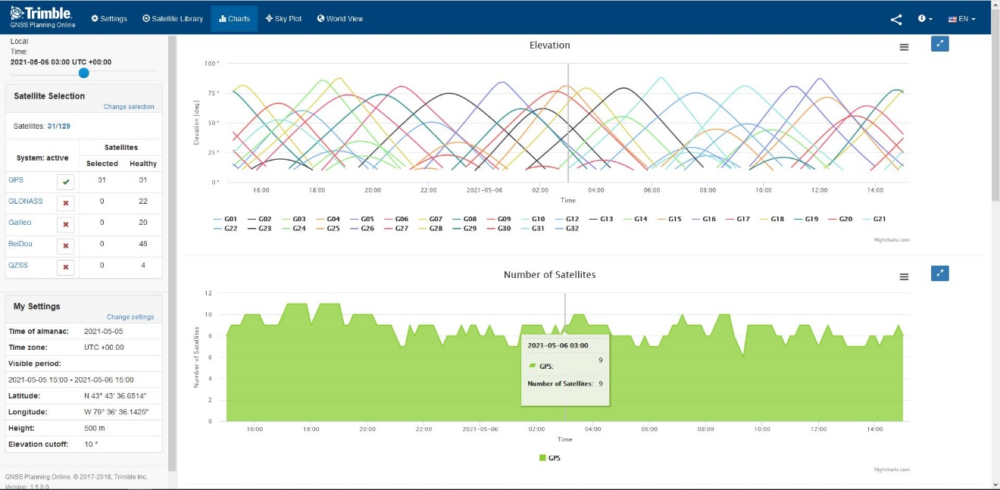 Trimble.
GNSS Planning Online
Settings
Satellite Library
Charts
Sky Plot
World View
EN
Local
Time:
2021-05-06 03:00 UTC +00:00
Satellite Selection
Change selection
Satellites: 31/129
System: active
Satellites
Selected Healthy
GPS 31 31
GLONASS 0 22
Galileo 0 20
BeiDou 0 48
QZSS 0 4
My Settings
Change settings
Time of almanac: 2021-05-05
Time zone: UTC +00:00
Visible period:
2021-05-05 15:00 - 2021-05-06 15:00
Latitude: N 43° 43' 36.6514"
Longitude: W 79° 36' 36.1425"
Height: 500 m
Elevation cutoff: 10 °
GNSS Planning Online, © 2017-2018, Trimble Inc.
Version: 1.5.0.0
Elevation
Elevation [deg]
100 °
75 °
50 °
25 °
0 °
16:00 18:00 20:00 22:00 2021-05-06 02:00 04:00 06:00 08:00 10:00 12:00 14:00
Time
G01 G02 G03 G04 G05 G06 G07 G08 G09 G10 G12 G13 G14 G15 G16 G17 G18 G19 G20 G21
G22 G23 G24 G25 G26 G27 G28 G29 G30 G31 G32
Highcharts.com
Number of Satellites
Number of Satellites
12
10
8
6
4
2
0
2021-05-06 03:00
GPS: 9
Number of Satellites: 9
16:00 18:00 20:00 22:00 2021-05-06 02:00 04:00 06:00 08:00 10:00 12:00 14:00
Time
GPS
Highcharts.com